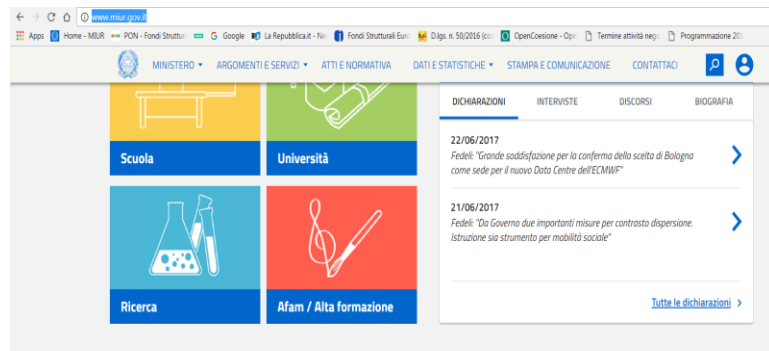 www.miur.gov.it
Apps Home - MIUR PON - Fondi Struttur G Google La Repubblica.it - Ne Fondi Strutturali Euro D.lgs. n. 50/2016 (co OpenCoesione - Ope Termine attività neg Programmazione 20
MINISTERO ARGOMENTI E SERVIZI ATTI E NORMATIVA DATI E STATISTICHE STAMPA E COMUNICAZIONE CONTATTACI
DICHIARAZIONI INTERVISTE DISCORSI BIOGRAFIA
22/06/2017
Fedeli: "Grande soddisfazione per la conferma della scelta di Bologna
come sede per il nuovo Data Centre dell'ECMWF"
21/06/2017
Fedeli: "Da Governo due importanti misure per contrasto dispersione.
Istruzione sia strumento per mobilità sociale"
Tutte le dichiarazioni
Scuola Università
Ricerca Afam / Alta formazione